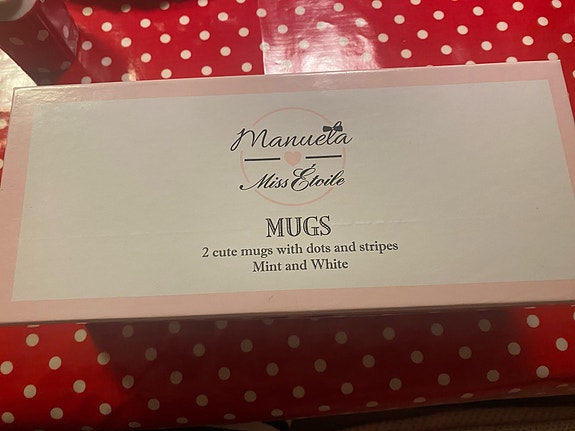 Manuela
Miss Étoile
MUGS
2 cute mugs with dots and stripes
Mint and White